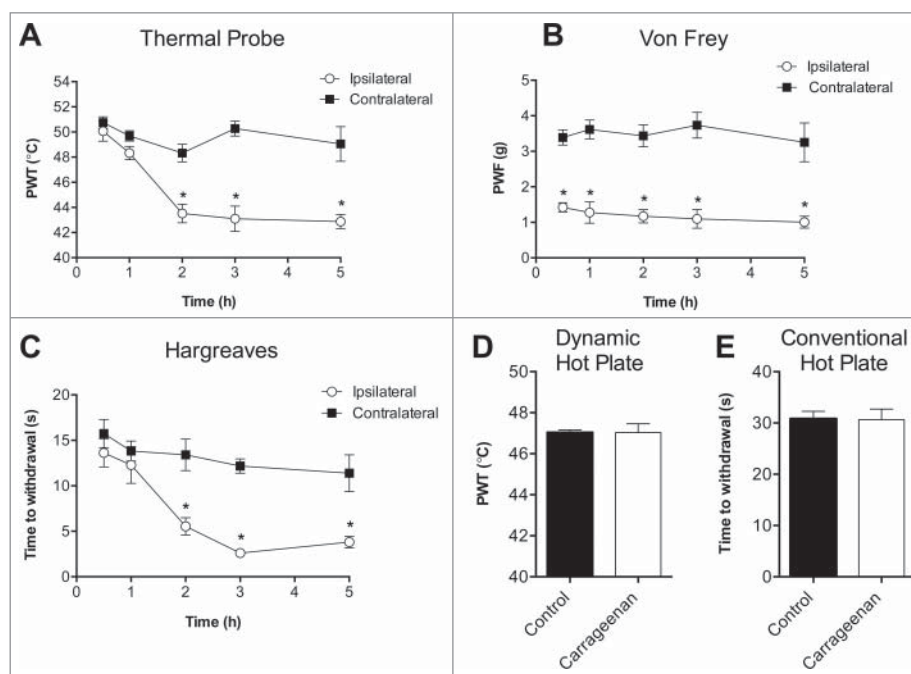 A
Thermal Probe
Ipsilateral
Contralateral
PWT (°C)
54
52
50
48
46
44
42
40
* * *
0 1 2 3 4 5
Time (h)
B
Von Frey
Ipsilateral
Contralateral
PWF (g)
5
4
3
2
1
0
* * * * *
0 1 2 3 4 5
Time (h)
C
Hargreaves
Ipsilateral
Contralateral
Time to withdrawal (s)
20
15
10
5
0
* * *
0 1 2 3 4 5
Time (h)
D
Dynamic
Hot Plate
PWT (°C)
50
48
46
44
42
40
Control
Carrageenan
E
Conventional
Hot Plate
Time to withdrawal (s)
40
30
20
10
0
Control
Carrageenan